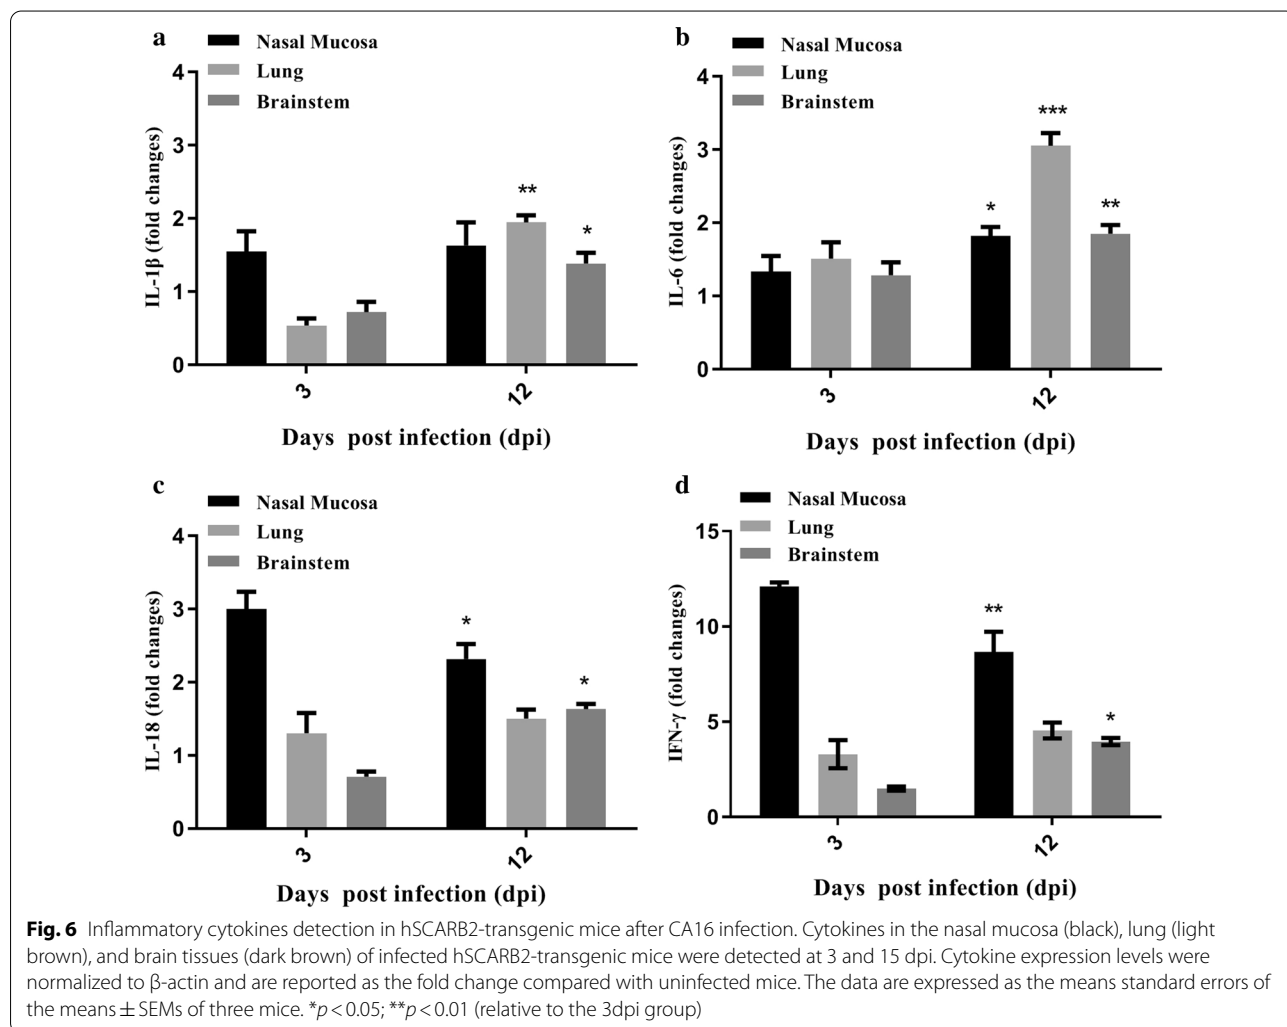 a
Nasal Mucosa
Lung
Brainstem
IL-1β (fold changes)
4
3
2
1
0
**
*
3
12
Days post infection (dpi)
b
Nasal Mucosa
Lung
Brainstem
IL-6 (fold changes)
4
3
2
1
0
*
***
**
3
12
Days post infection (dpi)
c
Nasal Mucosa
Lung
Brainstem
IL-18 (fold changes)
4
3
2
1
0
*
*
3
12
Days post infection (dpi)
d
Nasal Mucosa
Lung
Brainstem
IFN-γ (fold changes)
15
10
5
0
**
*
3
12
Days post infection (dpi)
Fig. 6 Inflammatory cytokines detection in hSCARB2-transgenic mice after CA16 infection. Cytokines in the nasal mucosa (black), lung (light
brown), and brain tissues (dark brown) of infected hSCARB2-transgenic mice were detected at 3 and 15 dpi. Cytokine expression levels were
normalized to β-actin and are reported as the fold change compared with uninfected mice. The data are expressed as the means standard errors of
the means ± SEMs of three mice. *p < 0.05; **p < 0.01 (relative to the 3dpi group)